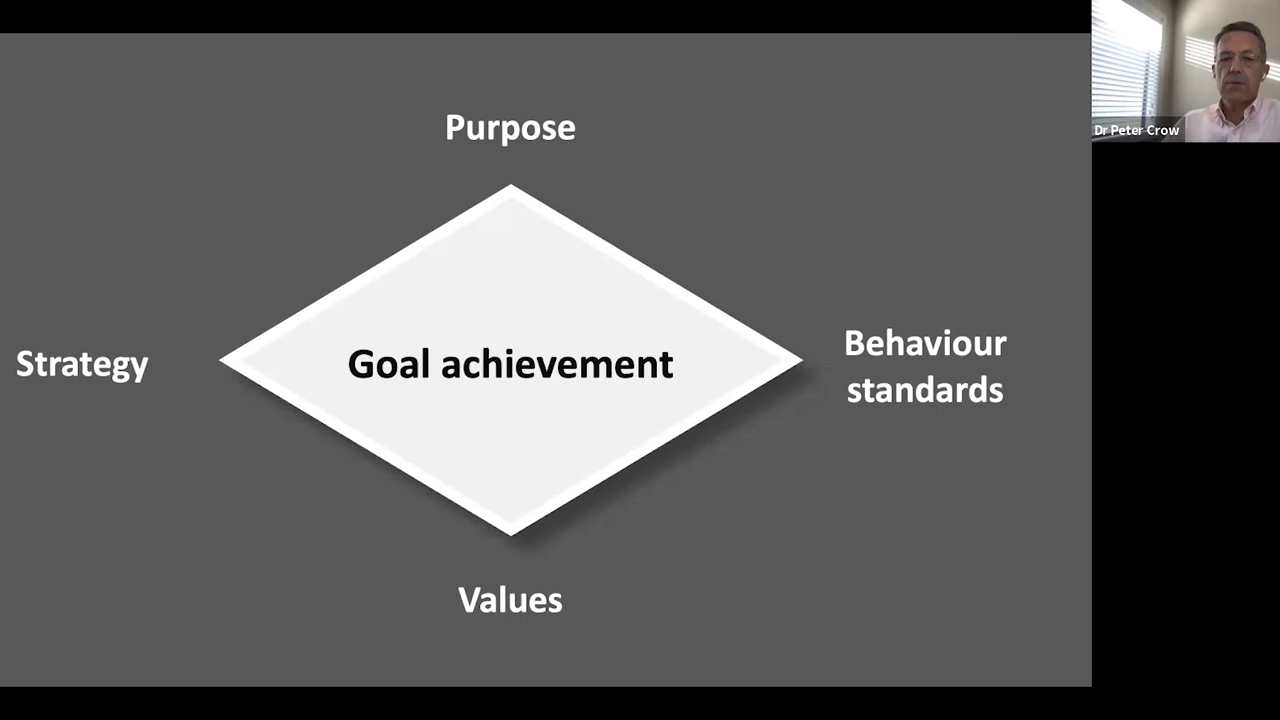 Purpose
Strategy
Goal achievement
Behaviour
standards
Values
Dr Peter Crow